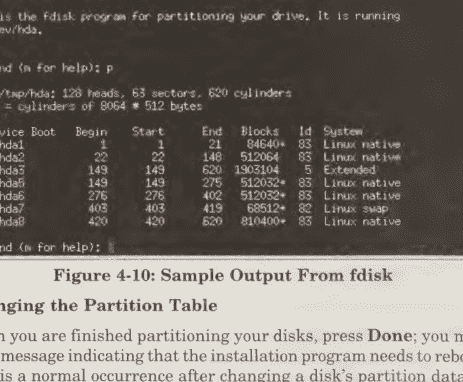 is the fdisk program for partitioning your drive. It is running
ev/hda.
nd (m for help): p
/tmp/hda: 128 heads, 63 sectors, 620 cylinders
= cylinders of 8064 * 512 bytes
vice Boot Begin Start End Blocks Id System
hda1 1 1 21 84640+ 83 Linux native
hda2 22 22 148 512064 83 Linux native
hda3 149 149 620 1903104 5 Extended
hda5 149 149 275 512032+ 83 Linux native
hda6 276 276 402 512032+ 83 Linux native
hda7 403 403 419 68512+ 82 Linux swap
hda8 420 420 620 810400+ 83 Linux native
nd (m for help):
Figure 4-10: Sample Output From fdisk
nging the Partition Table
n you are finished partitioning your disks, press Done; you m
message indicating that the installation program needs to rebo
is a normal occurrence after changing a disk's partition data